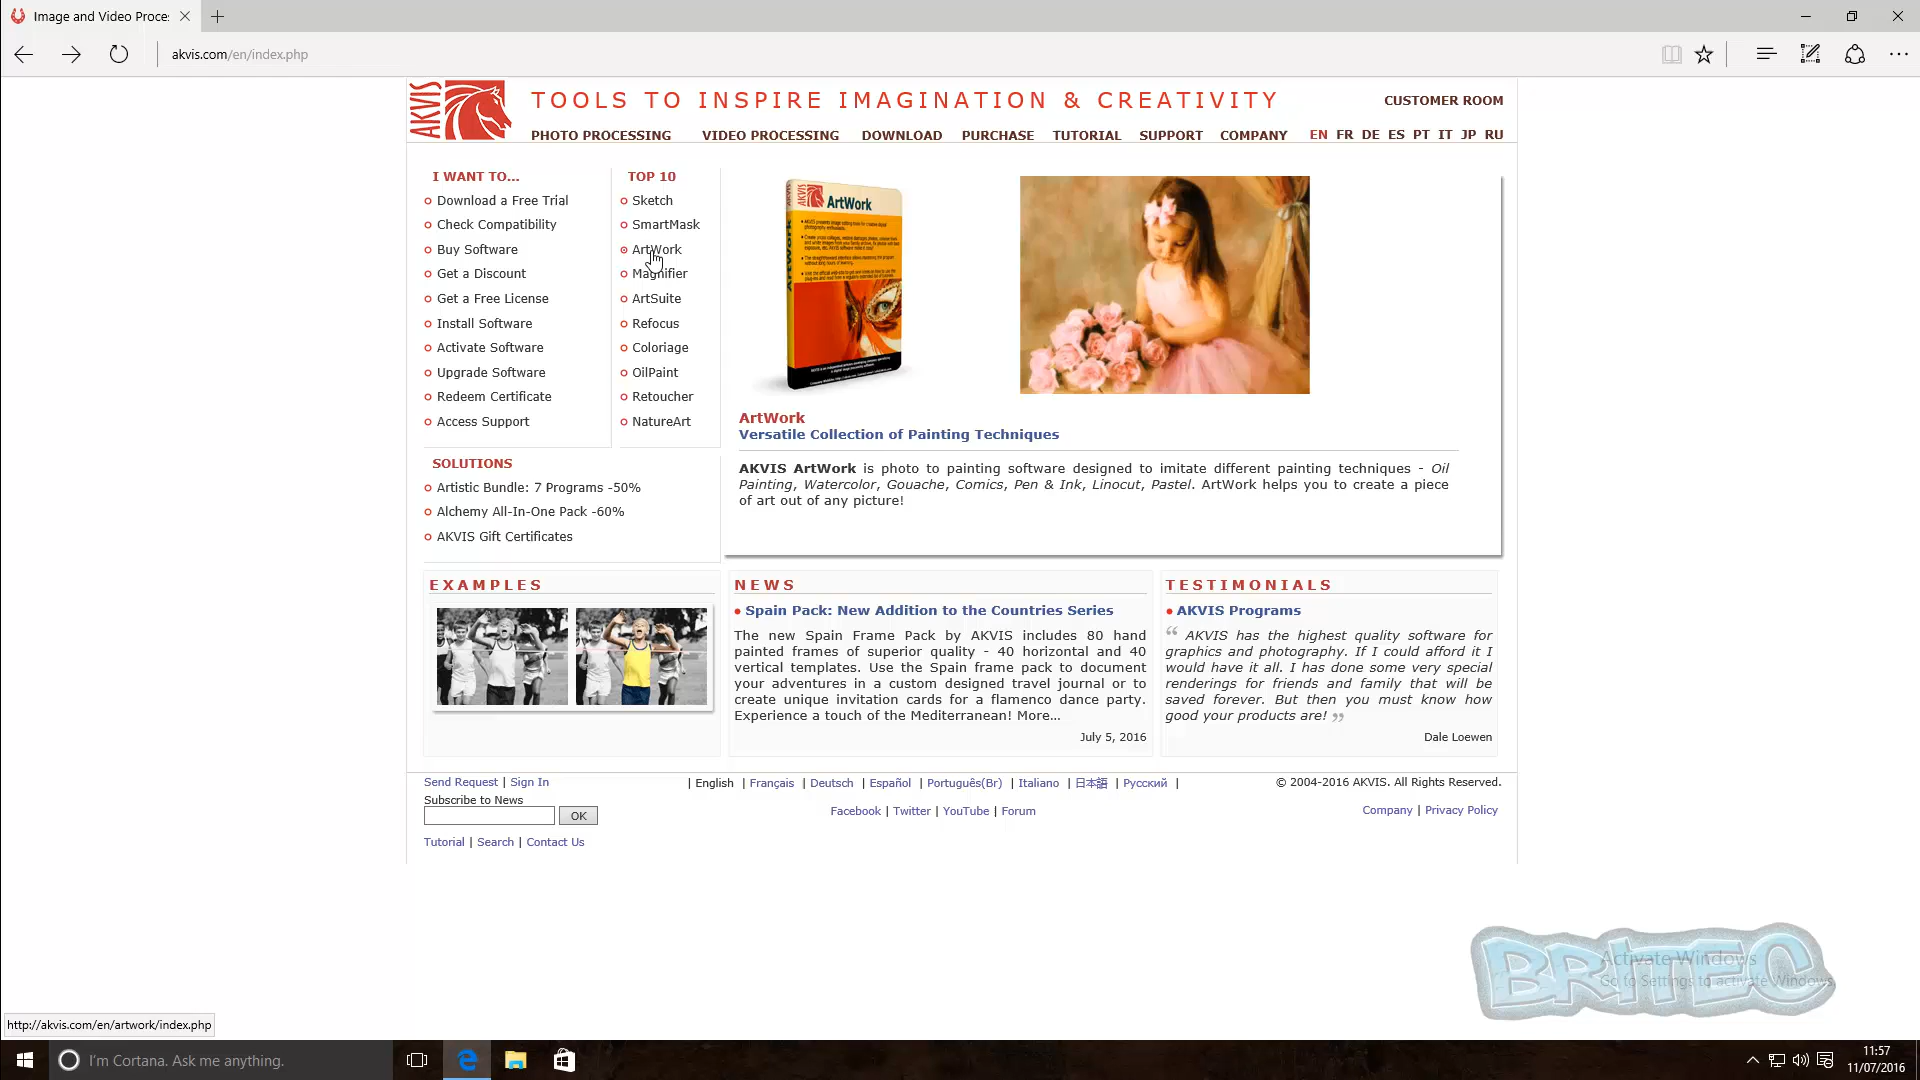 Image and Video Proce
akvis.com/en/index.php
AKVIS
TOOLS TO INSPIRE IMAGINATION & CREATIVITY
CUSTOMER ROOM
PHOTO PROCESSING VIDEO PROCESSING DOWNLOAD PURCHASE TUTORIAL SUPPORT COMPANY EN FR DE ES PT IT JP RU
I WANT TO...
Download a Free Trial
Check Compatibility
Buy Software
Get a Discount
Get a Free License
Install Software
Activate Software
Upgrade Software
Redeem Certificate
Access Support
TOP 10
Sketch
SmartMask
ArtWork
Magnifier
ArtSuite
Refocus
Coloriage
OilPaint
Retoucher
NatureArt
SOLUTIONS
Artistic Bundle: 7 Programs -50%
Alchemy All-In-One Pack -60%
AKVIS Gift Certificates
AKVIS
ArtWork
ArtWork
ArtWork
Versatile Collection of Painting Techniques
AKVIS ArtWork is photo to painting software designed to imitate different painting techniques - Oil
Painting, Watercolor, Gouache, Comics, Pen & Ink, Linocut, Pastel. ArtWork helps you to create a piece
of art out of any picture!
EXAMPLES
NEWS
Spain Pack: New Addition to the Countries Series
The new Spain Frame Pack by AKVIS includes 80 hand
painted frames of superior quality - 40 horizontal and 40
vertical templates. Use the Spain frame pack to document
your adventures in a custom designed travel journal or to
create unique invitation cards for a flamenco dance party.
Experience a touch of the Mediterranean! More...
July 5, 2016
TESTIMONIALS
AKVIS Programs
“ AKVIS has the highest quality software for
graphics and photography. If I could afford it I
would have it all. I has done some very special
renderings for friends and family that will be
saved forever. But then you must know how
good your products are! ”
Dale Loewen
Send Request | Sign In
Subscribe to News
OK
Tutorial | Search | Contact Us
| English | Français | Deutsch | Español | Português(Br) | Italiano | 日本語 | Русский |
Facebook | Twitter | YouTube | Forum
© 2004-2016 AKVIS. All Rights Reserved.
Company | Privacy Policy
BRITEC
Activate Windows
Go to Settings to activate Windows.
http://akvis.com/en/artwork/index.php
I'm Cortana. Ask me anything.
11:57
11/07/2016